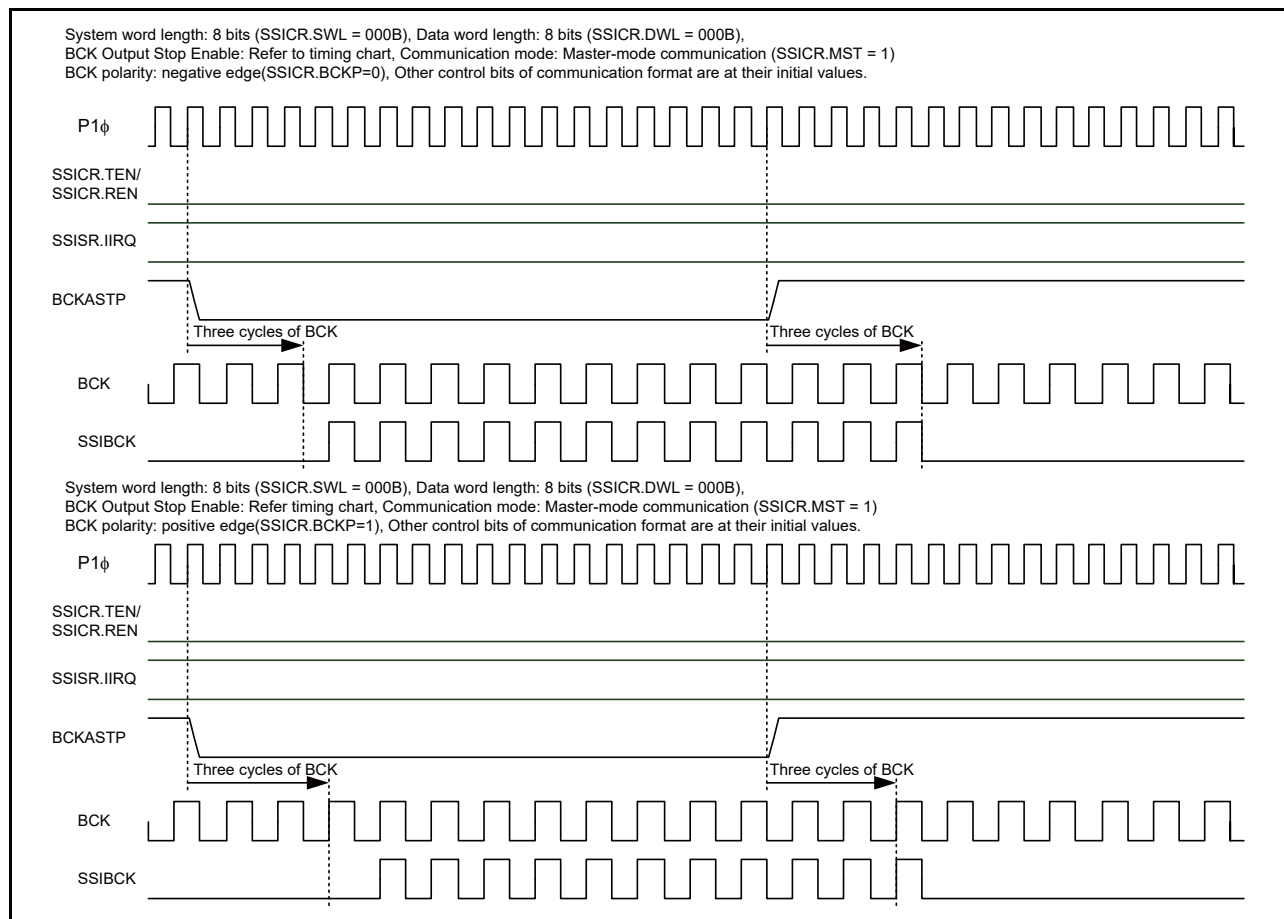 System word length: 8 bits (SSICR.SWL = 000B), Data word length: 8 bits (SSICR.DWL = 000B),
BCK Output Stop Enable: Refer to timing chart, Communication mode: Master-mode communication (SSICR.MST = 1)
BCK polarity: negative edge(SSICR.BCKP=0), Other control bits of communication format are at their initial values.
P1ϕ
SSICR.TEN/
SSICR.REN
SSISR.IIRQ
BCKASTP
Three cycles of BCK Three cycles of BCK
BCK
SSIBCK
System word length: 8 bits (SSICR.SWL = 000B), Data word length: 8 bits (SSICR.DWL = 000B),
BCK Output Stop Enable: Refer timing chart, Communication mode: Master-mode communication (SSICR.MST = 1)
BCK polarity: positive edge(SSICR.BCKP=1), Other control bits of communication format are at their initial values.
P1ϕ
SSICR.TEN/
SSICR.REN
SSISR.IIRQ
BCKASTP
Three cycles of BCK Three cycles of BCK
BCK
SSIBCK